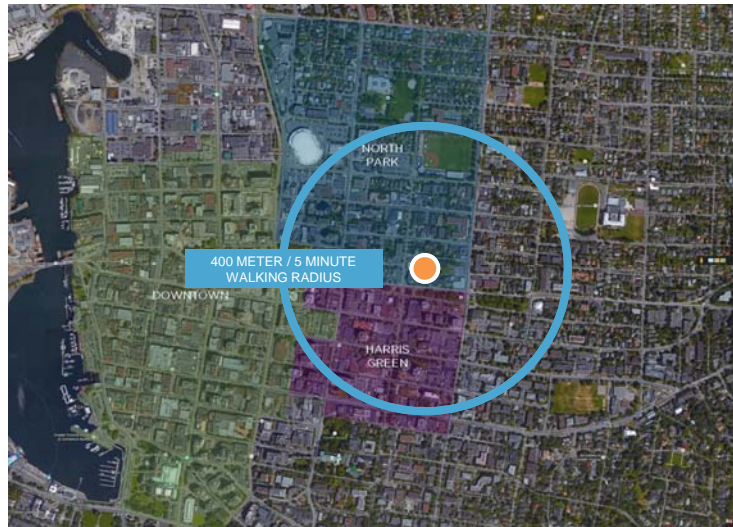 NORTH
PARK
400 METER / 5 MINUTE
WALKING RADIUS
DOWNTOWN
HARRIS
GREEN